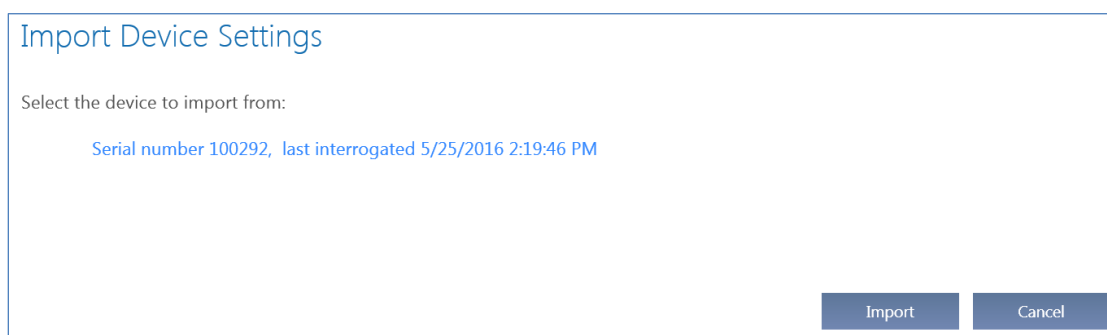 Import Device Settings
Select the device to import from:
Serial number 100292, last interrogated 5/25/2016 2:19:46 PM
Import Cancel